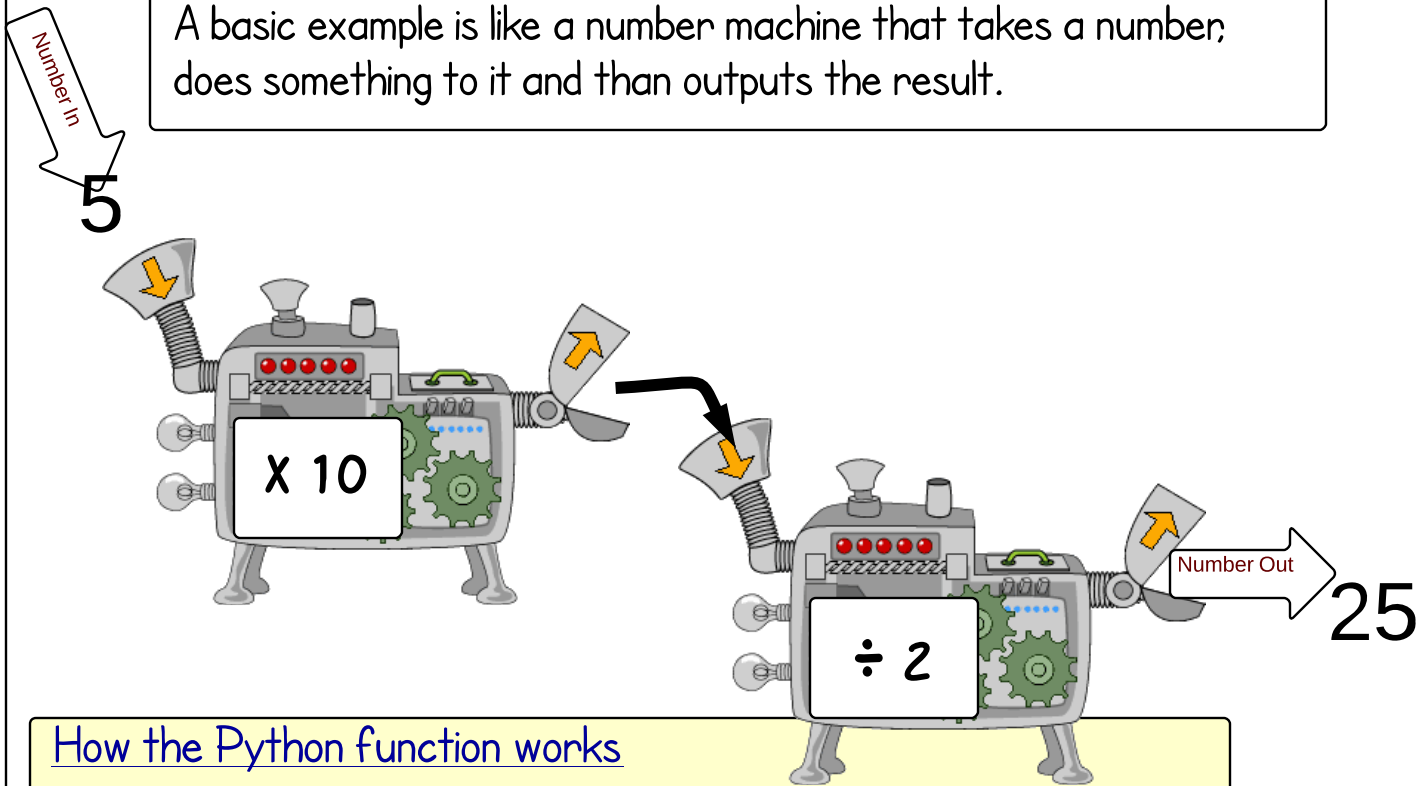 A basic example is like a number machine that takes a number,
does something to it and than outputs the result.
Number In
5
X 10
÷ 2
Number Out
25
How the Python function works